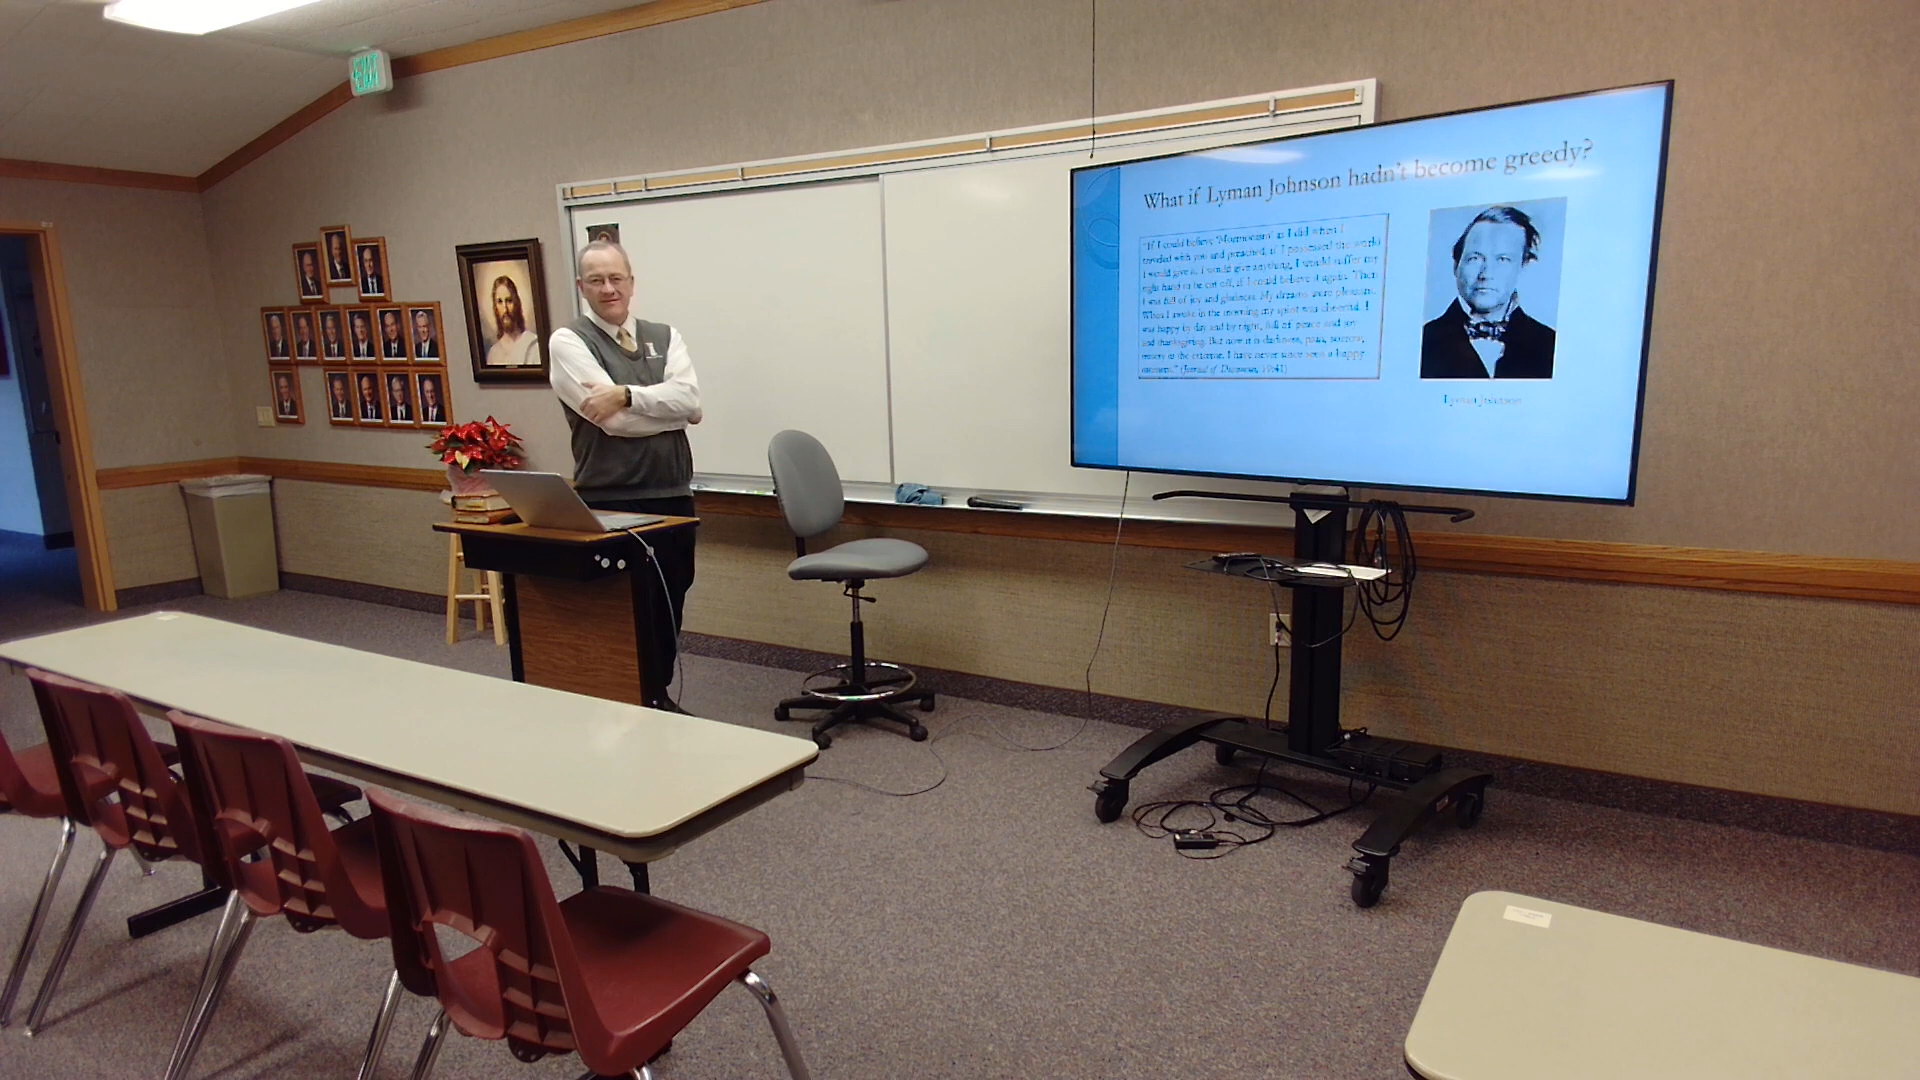 EXIT
What if Lyman Johnson hadn't become greedy?
"If I could believe 'Mormonism' as I did when I
traveled with you and preached, if I possessed the world
I would give it. I would give anything, I would suffer my
right hand to be cut off, if I could believe it again. Then
I was full of joy and gladness. My dreams were pleasant.
When I awoke in the morning my spirit was cheerful. I
was happy by day and by night, full of peace and joy
and thanksgiving. But now it is darkness, pain, sorrow,
misery in the extreme. I have never since seen a happy
moment." (Journal of Discourses, 19:41)
Lyman Johnson